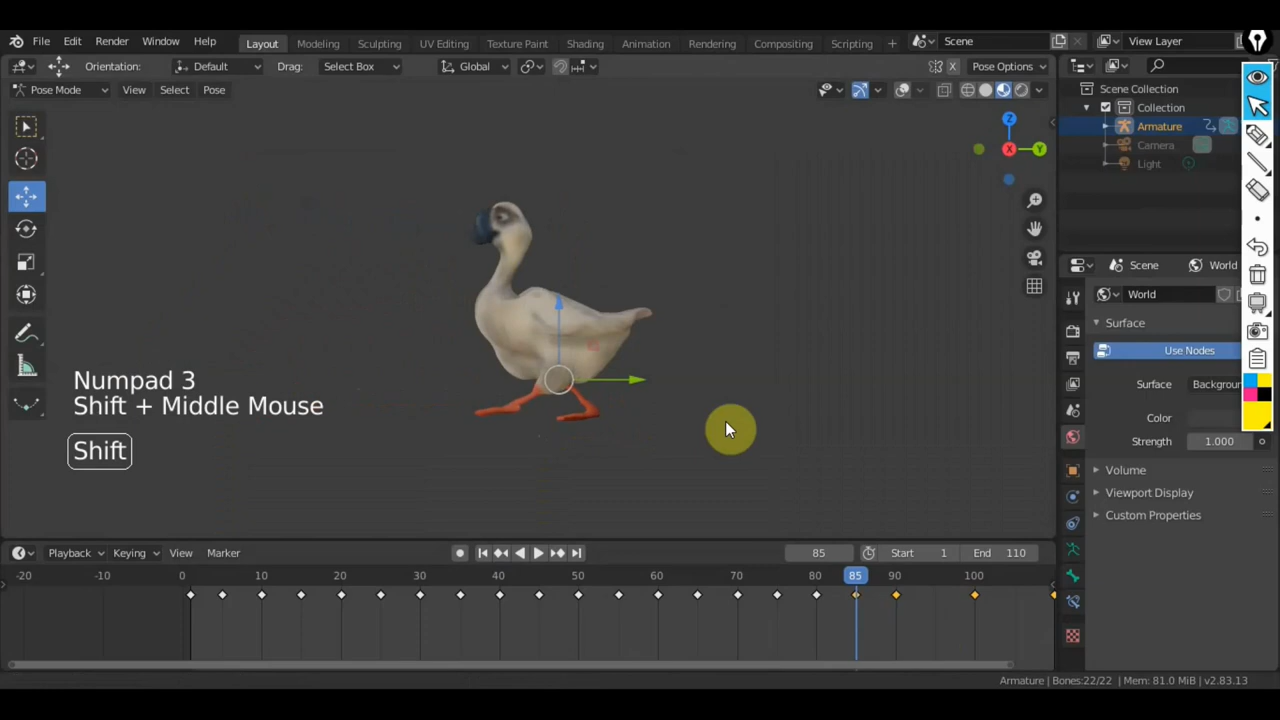 File Edit Render Window Help Layout Modeling Sculpting UV Editing Texture Paint Shading Animation Rendering Compositing Scripting + Scene View Layer
Orientation: Default Drag: Select Box Global X Pose Options
Pose Mode View Select Pose
Scene Collection
Collection
Armature
Camera
Light
Z
X Y
Scene World
World
Surface
Use Nodes
Surface Backgroun
Color
Strength 1.000
Volume
Viewport Display
Custom Properties
Numpad 3
Shift + Middle Mouse
Shift
Playback Keying View Marker 85 Start 1 End 110
-20 -10 0 10 20 30 40 50 60 70 80 85 90 100
Armature | Bones:22/22 | Mem: 81.0 MiB | v2.83.13